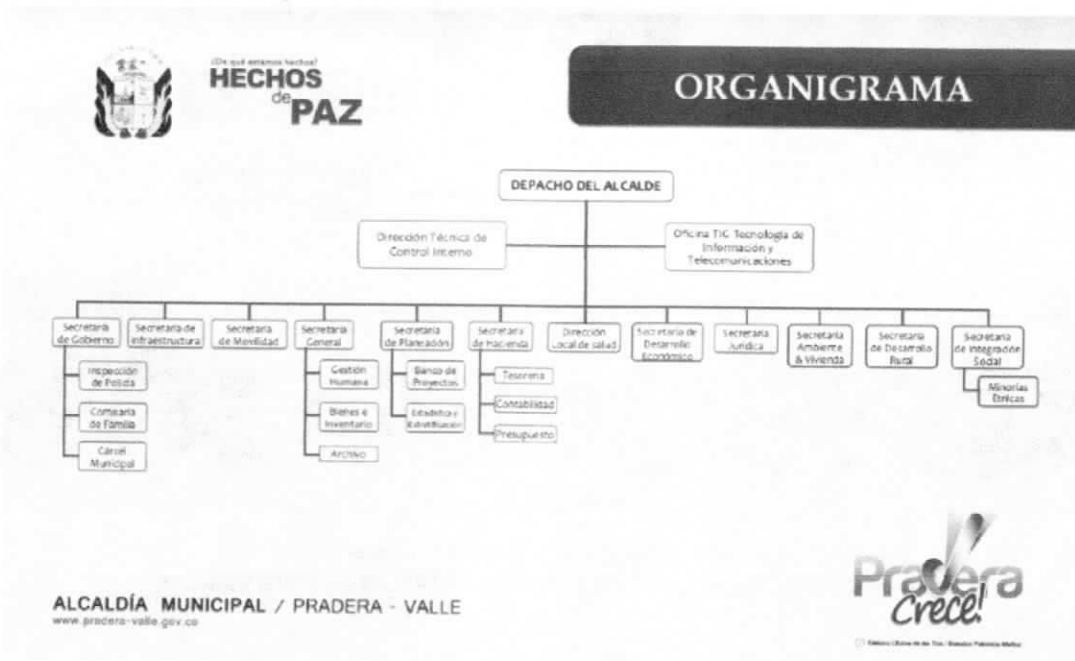 ¿De qué estamos hechos?
HECHOS
de
PAZ
ORGANIGRAMA
DEPACHO DEL ALCALDE
Dirección Técnica de
Control Interno
Oficina TIC Tecnología de
Información y
Telecomunicaciones
Secretaría
de Gobierno
Secretaría de
Infraestructura
Secretaría
de Movilidad
Secretaría
General
Secretaría
de Planeación
Secretaría
de Hacienda
Dirección
Local de salud
Secretaría de
Desarrollo
Económico
Secretaría
Jurídica
Secretaría
Ambiente
& Vivienda
Secretaría
de Desarrollo
Rural
Secretaría
de Integración
Social
Inspección
de Policía
Comisaría
de Familia
Cárcel
Municipal
Gestión
Humana
Bienes e
Inventario
Archivo
Banco de
Proyectos
Estadística y
Estratificación
Tesorería
Contabilidad
Presupuesto
Minorías
Étnicas
ALCALDÍA MUNICIPAL / PRADERA - VALLE
www.pradera-valle.gov.co
Pradera
Crece!